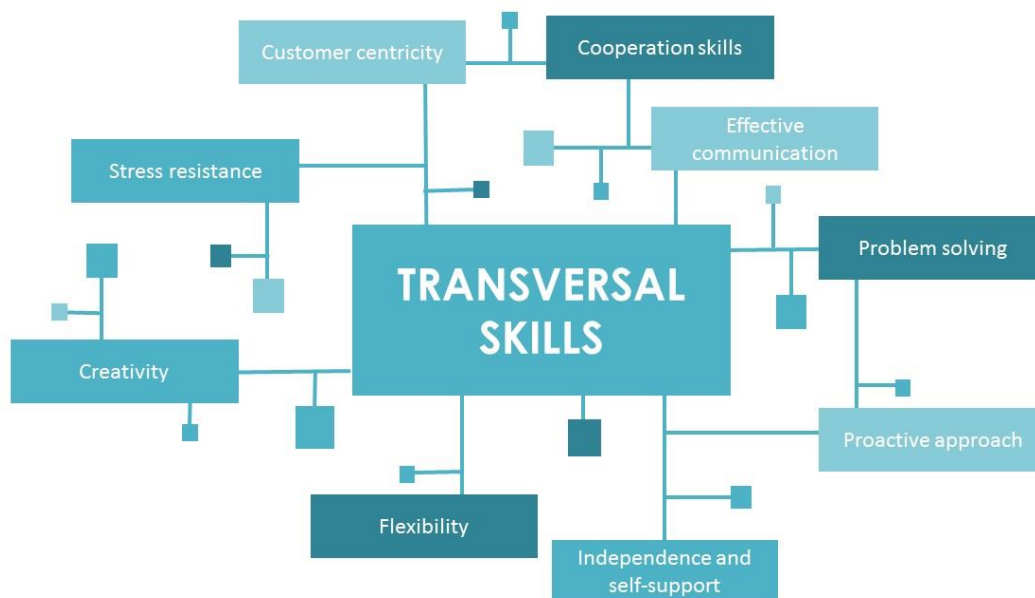 Customer centricity
Cooperation skills
Effective
communication
Stress resistance
Problem solving
TRANSVERSAL
SKILLS
Creativity
Proactive approach
Flexibility
Independence and
self-support